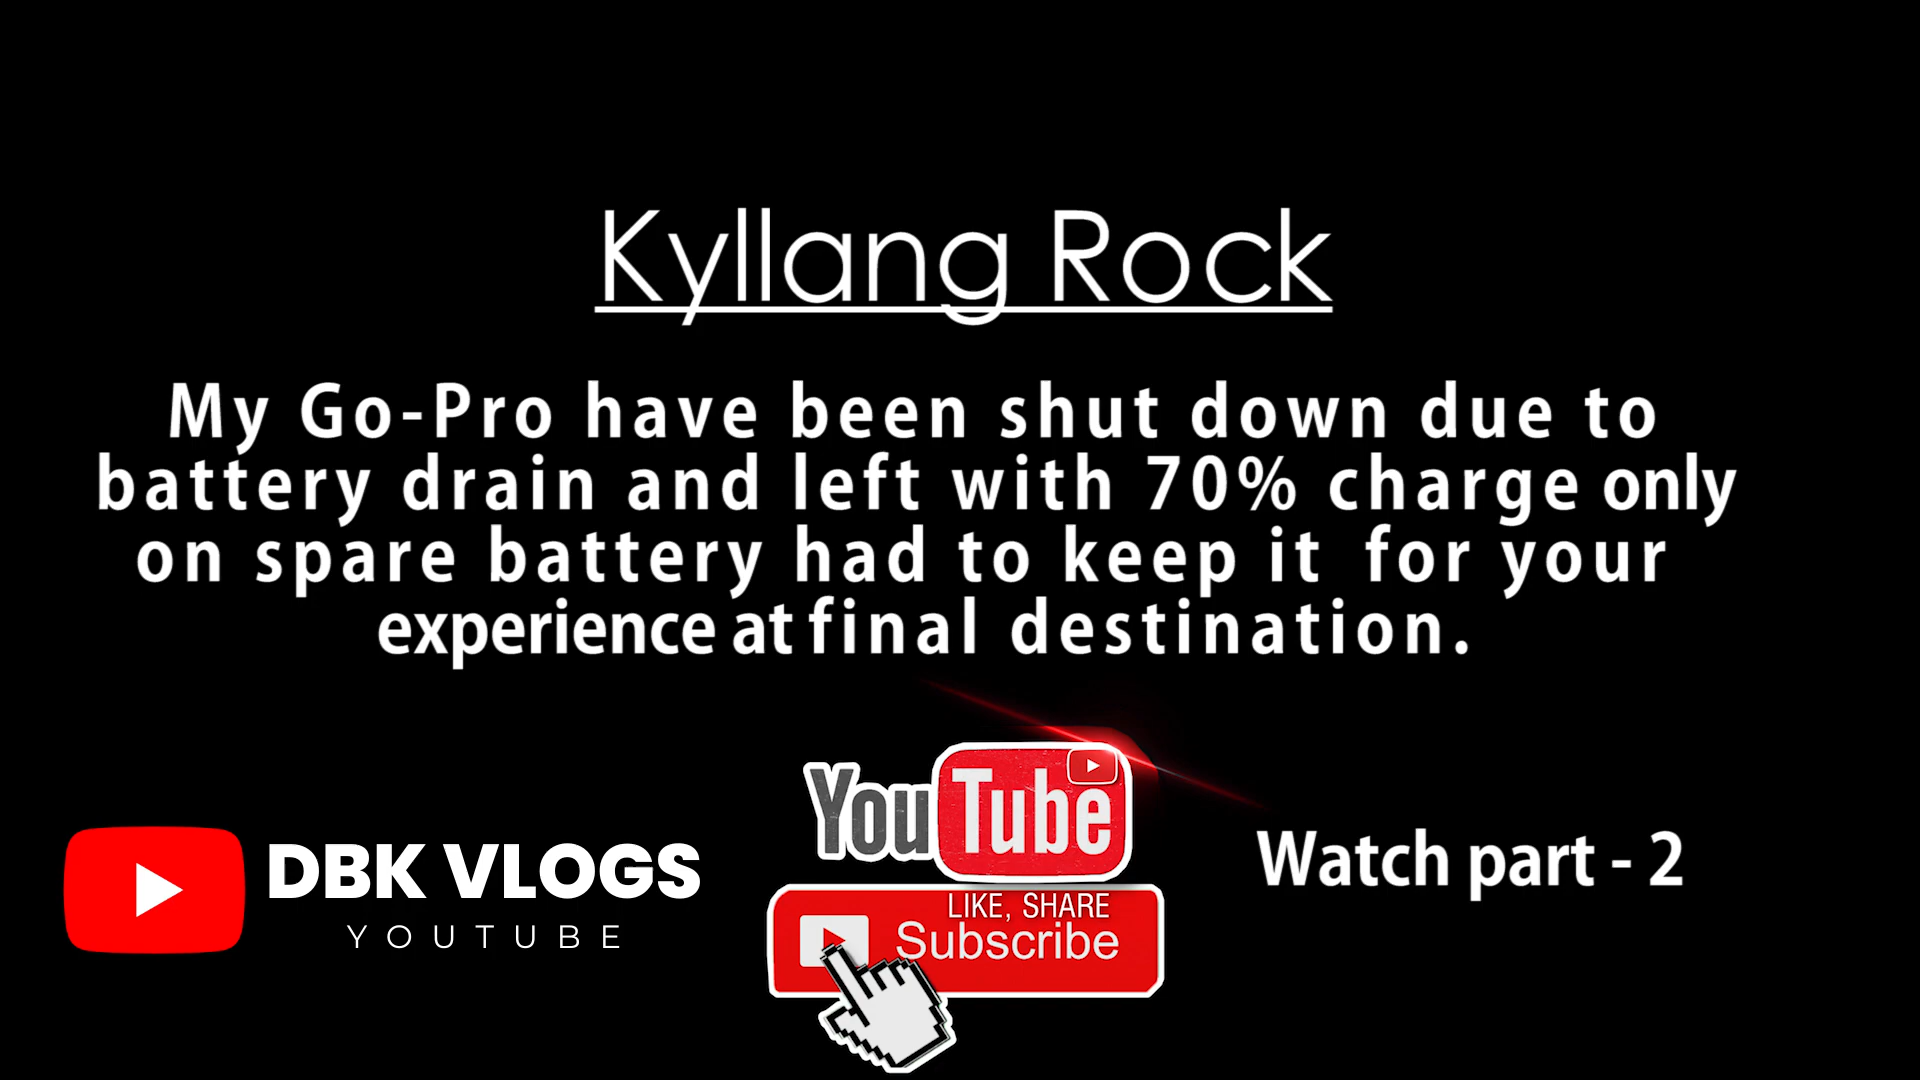 Kyllang Rock
My Go-Pro have been shut down due to
battery drain and left with 70% charge only
on spare battery had to keep it for your
experience at final destination.
YouTube
DBK VLOGS
YOUTUBE
LIKE, SHARE
Subscribe
Watch part - 2